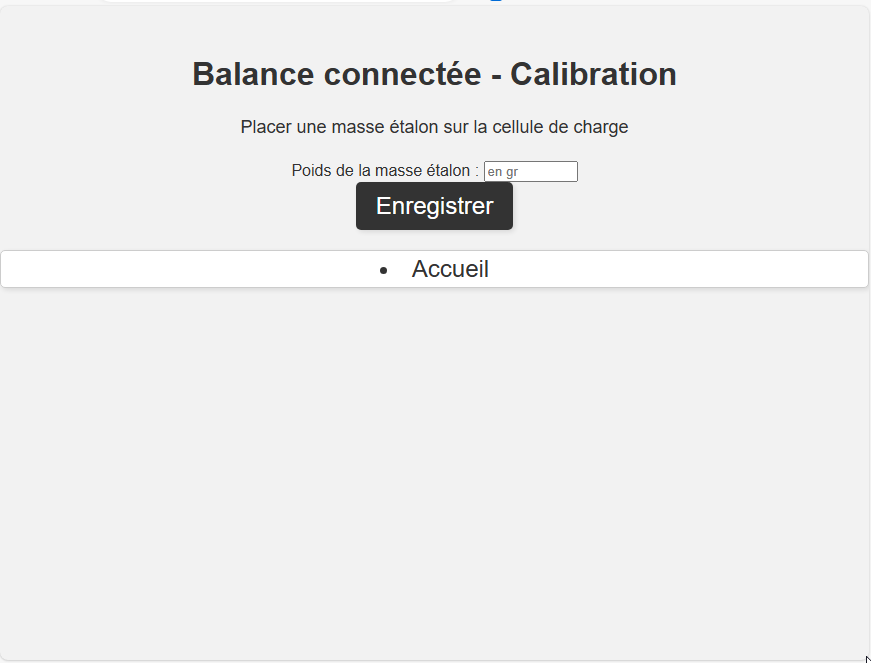 Balance connectée - Calibration
Placer une masse étalon sur la cellule de charge
Poids de la masse étalon : en gr
Enregistrer
• Accueil